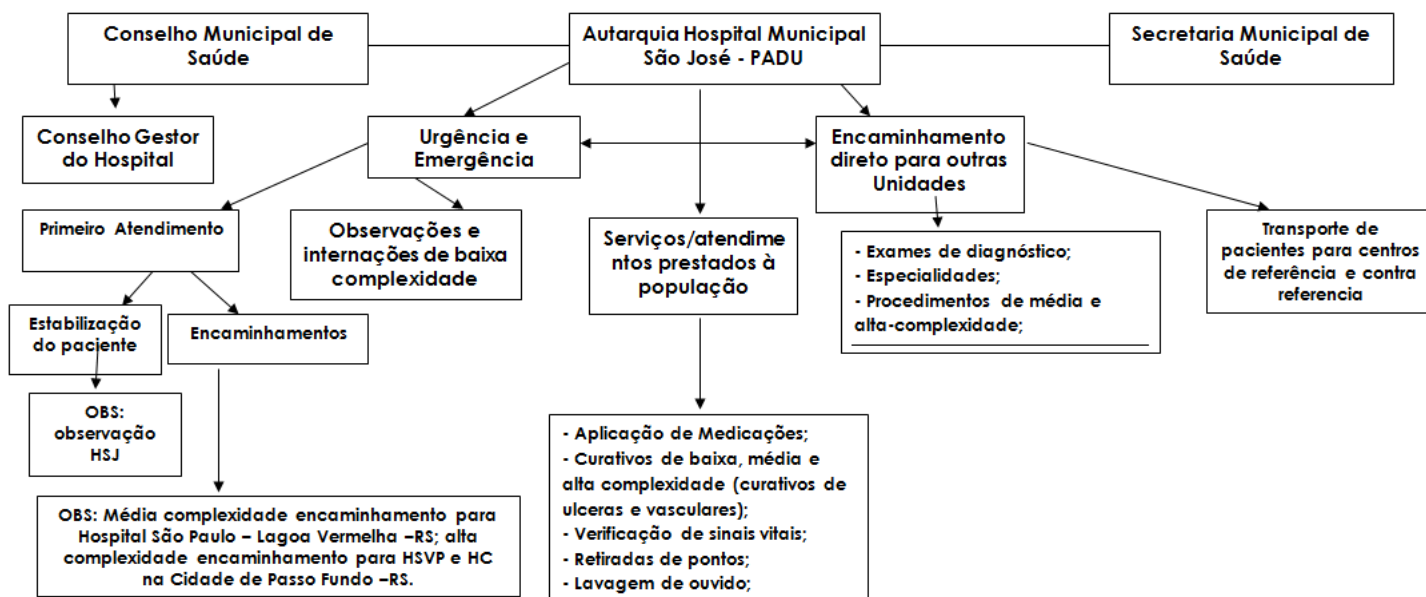 Conselho Municipal de
Saúde
Autarquia Hospital Municipal
São José - PADU
Secretaria Municipal de
Saúde
Conselho Gestor
do Hospital
Urgência e
Emergência
Encaminhamento
direto para outras
Unidades
Primeiro Atendimento
Observações e
internações de baixa
complexidade
Serviços/atendime
ntos prestados à
população
- Exames de diagnóstico;
- Especialidades;
- Procedimentos de média e
alta-complexidade;
Transporte de
pacientes para centros
de referência e contra
referencia
Estabilização
do paciente
Encaminhamentos
OBS:
observação
HSJ
- Aplicação de Medicações;
- Curativos de baixa, média e
alta complexidade (curativos de
ulceras e vasculares);
- Verificação de sinais vitais;
- Retiradas de pontos;
- Lavagem de ouvido;
OBS: Média complexidade encaminhamento para
Hospital São Paulo – Lagoa Vermelha –RS; alta
complexidade encaminhamento para HSVP e HC
na Cidade de Passo Fundo –RS.